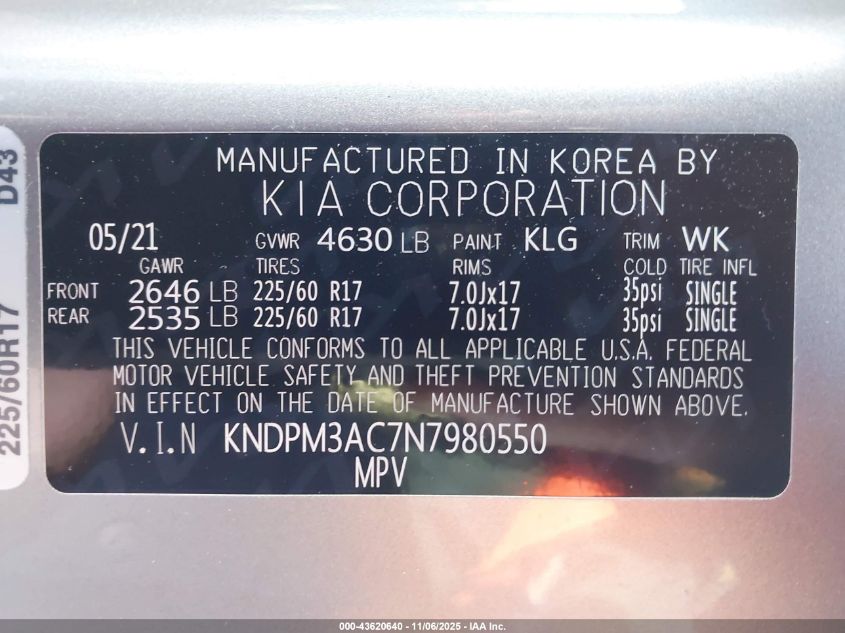 MANUFACTURED IN KOREA BY
KIA CORPORATION
05/21 GVWR 4630 LB PAINT KLG TRIM WK
GAWR TIRES RIMS COLD TIRE INFL
FRONT 2646 LB 225/60 R17 7.0Jx17 35psi SINGLE
REAR 2535 LB 225/60 R17 7.0Jx17 35psi SINGLE
THIS VEHICLE CONFORMS TO ALL APPLICABLE U.S.A. FEDERAL
MOTOR VEHICLE SAFETY AND THEFT PREVENTION STANDARDS
IN EFFECT ON THE DATE OF MANUFACTURE SHOWN ABOVE.
V.I.N KNDPM3AC7N7980550
MPV
225/60R17 D43
000-43620640 - 11/06/2025 - IAA Inc.